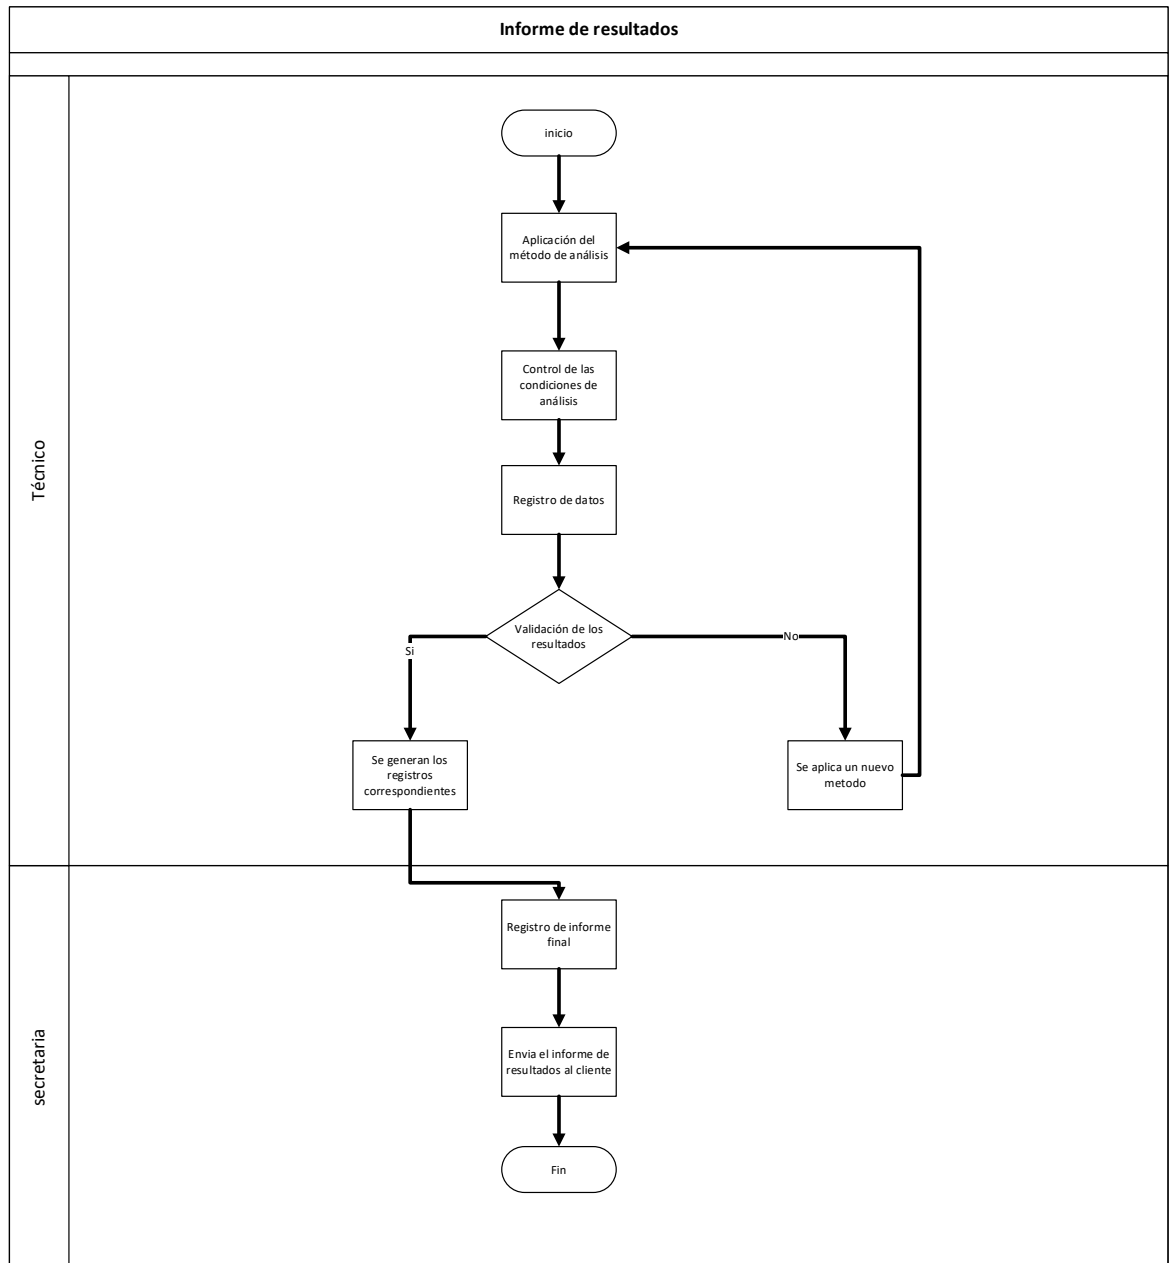 Informe de resultados
Técnico
inicio
Aplicación del
método de análisis
Control de las
condiciones de
análisis
Registro de datos
Validación de los
resultados
Si
No
Se generan los
registros
correspondientes
Se aplica un nuevo
metodo
secretaria
Registro de informe
final
Envia el informe de
resultados al cliente
Fin